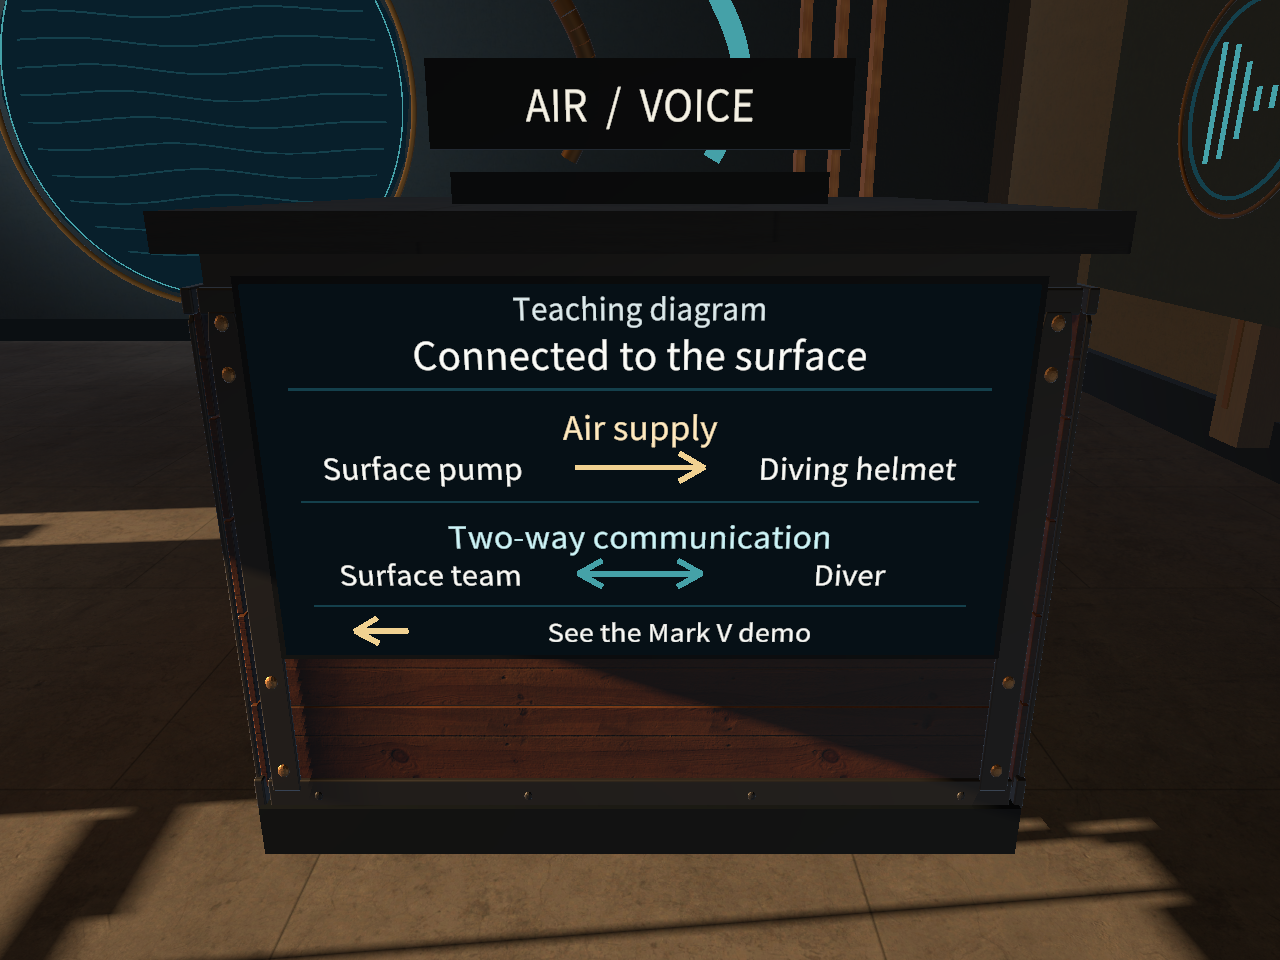 AIR / VOICE
Teaching diagram
Connected to the surface
Air supply
Surface pump → Diving helmet
Two-way communication
Surface team ↔ Diver
← See the Mark V demo